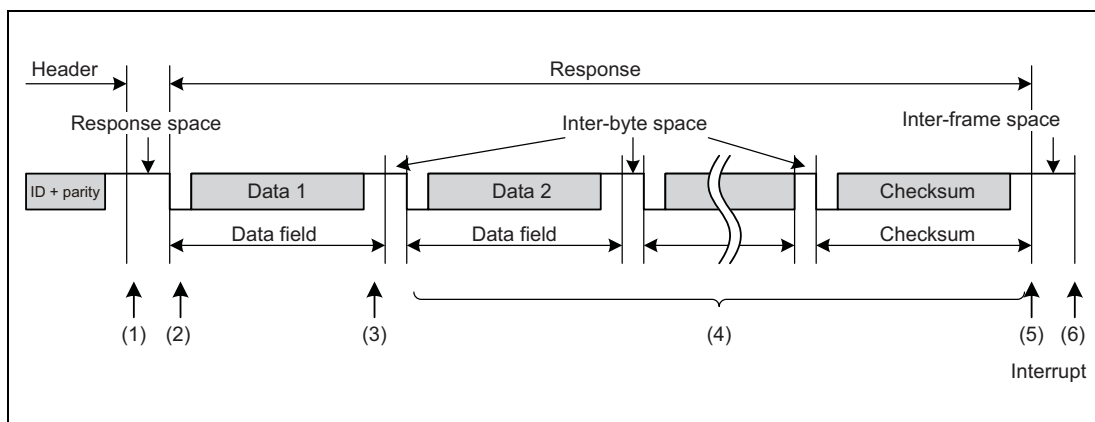 Header
Response
Response space
Inter-byte space
Inter-frame space
ID + parity
Data 1
Data 2
Checksum
Data field
Data field
Checksum
(1)
(2)
(3)
(4)
(5)
(6)
Interrupt